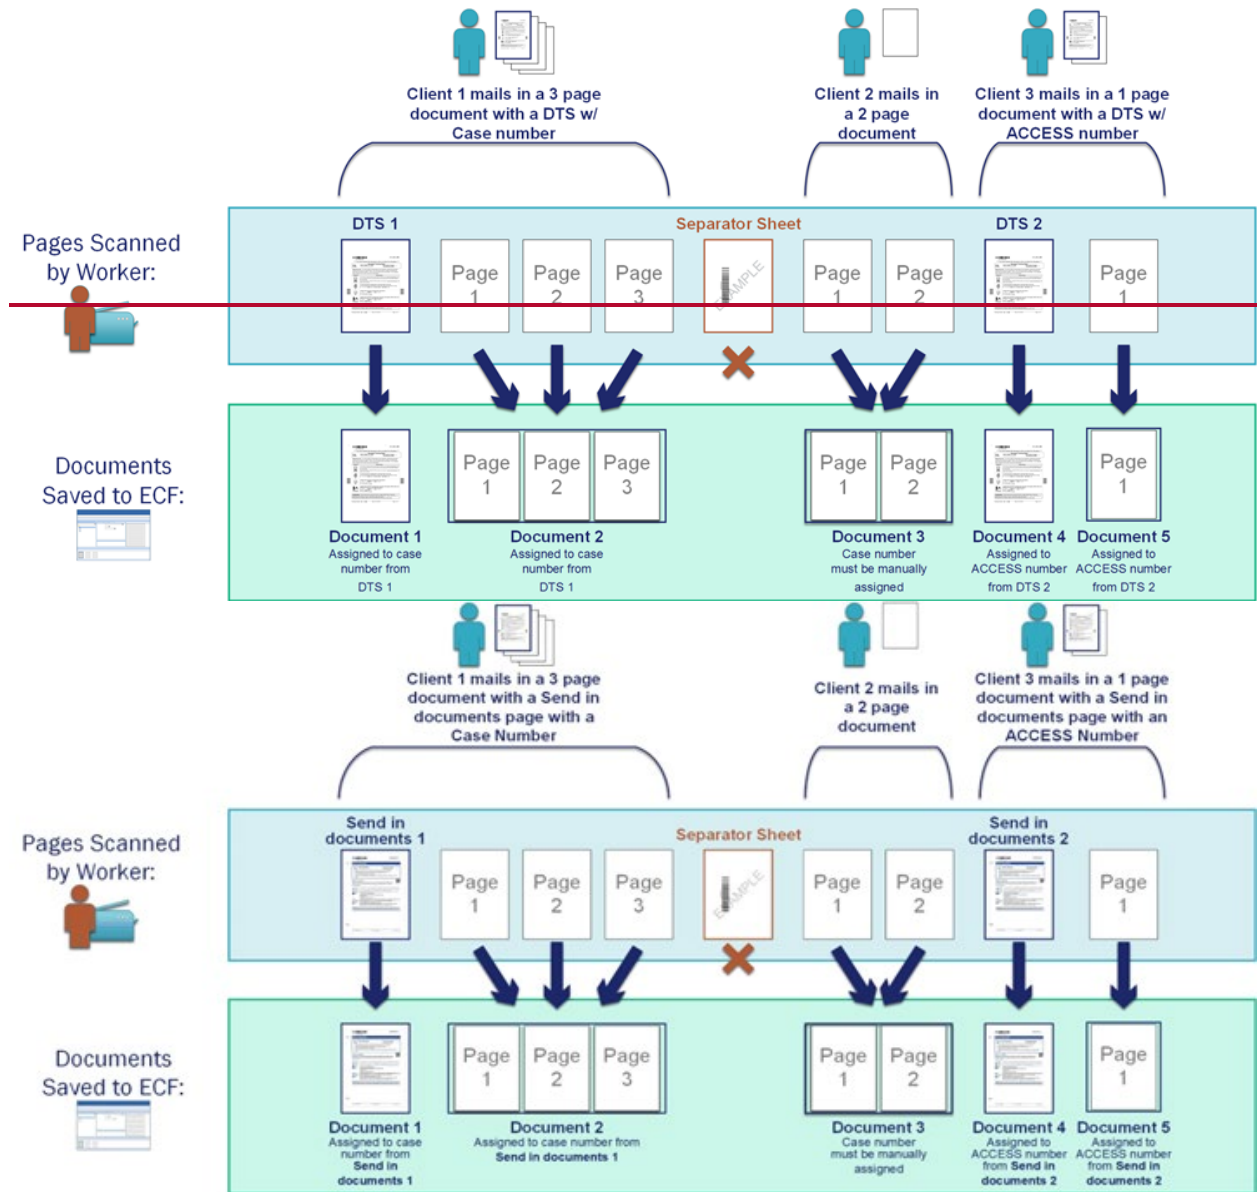 Client 1 mails in a 3 page
document with a DTS w/
Case number
Client 2 mails in
a 2 page
document
Client 3 mails in a 1 page
document with a DTS w/
ACCESS number
Pages Scanned
by Worker:
DTS 1
Separator Sheet
DTS 2
Page
1
Page
2
Page
3
EXAMPLE
Page
1
Page
2
Page
1
Documents
Saved to ECF:
Page
1
Page
2
Page
3
Page
1
Page
2
Page
1
Document 1
Assigned to case
number from
DTS 1
Document 2
Assigned to case
number from
DTS 1
Document 3
Case number
must be manually
assigned
Document 4
Assigned to
ACCESS number
from DTS 2
Document 5
Assigned to
ACCESS number
from DTS 2
Client 1 mails in a 3 page
document with a Send in
documents page with a
Case Number
Client 2 mails in
a 2 page
document
Client 3 mails in a 1 page
document with a Send in
documents page with an
ACCESS Number
Pages Scanned
by Worker:
Send in
documents 1
Separator Sheet
Send in
documents 2
Page
1
Page
2
Page
3
EXAMPLE
Page
1
Page
2
Page
1
Documents
Saved to ECF:
Page
1
Page
2
Page
3
Page
1
Page
2
Page
1
Document 1
Assigned to case
number from
Send in
documents 1
Document 2
Assigned to case number from
Send in documents 1
Document 3
Case number
must be manually
assigned
Document 4
Assigned to
ACCESS number
from Send in
documents 2
Document 5
Assigned to
ACCESS number
from Send in
documents 2